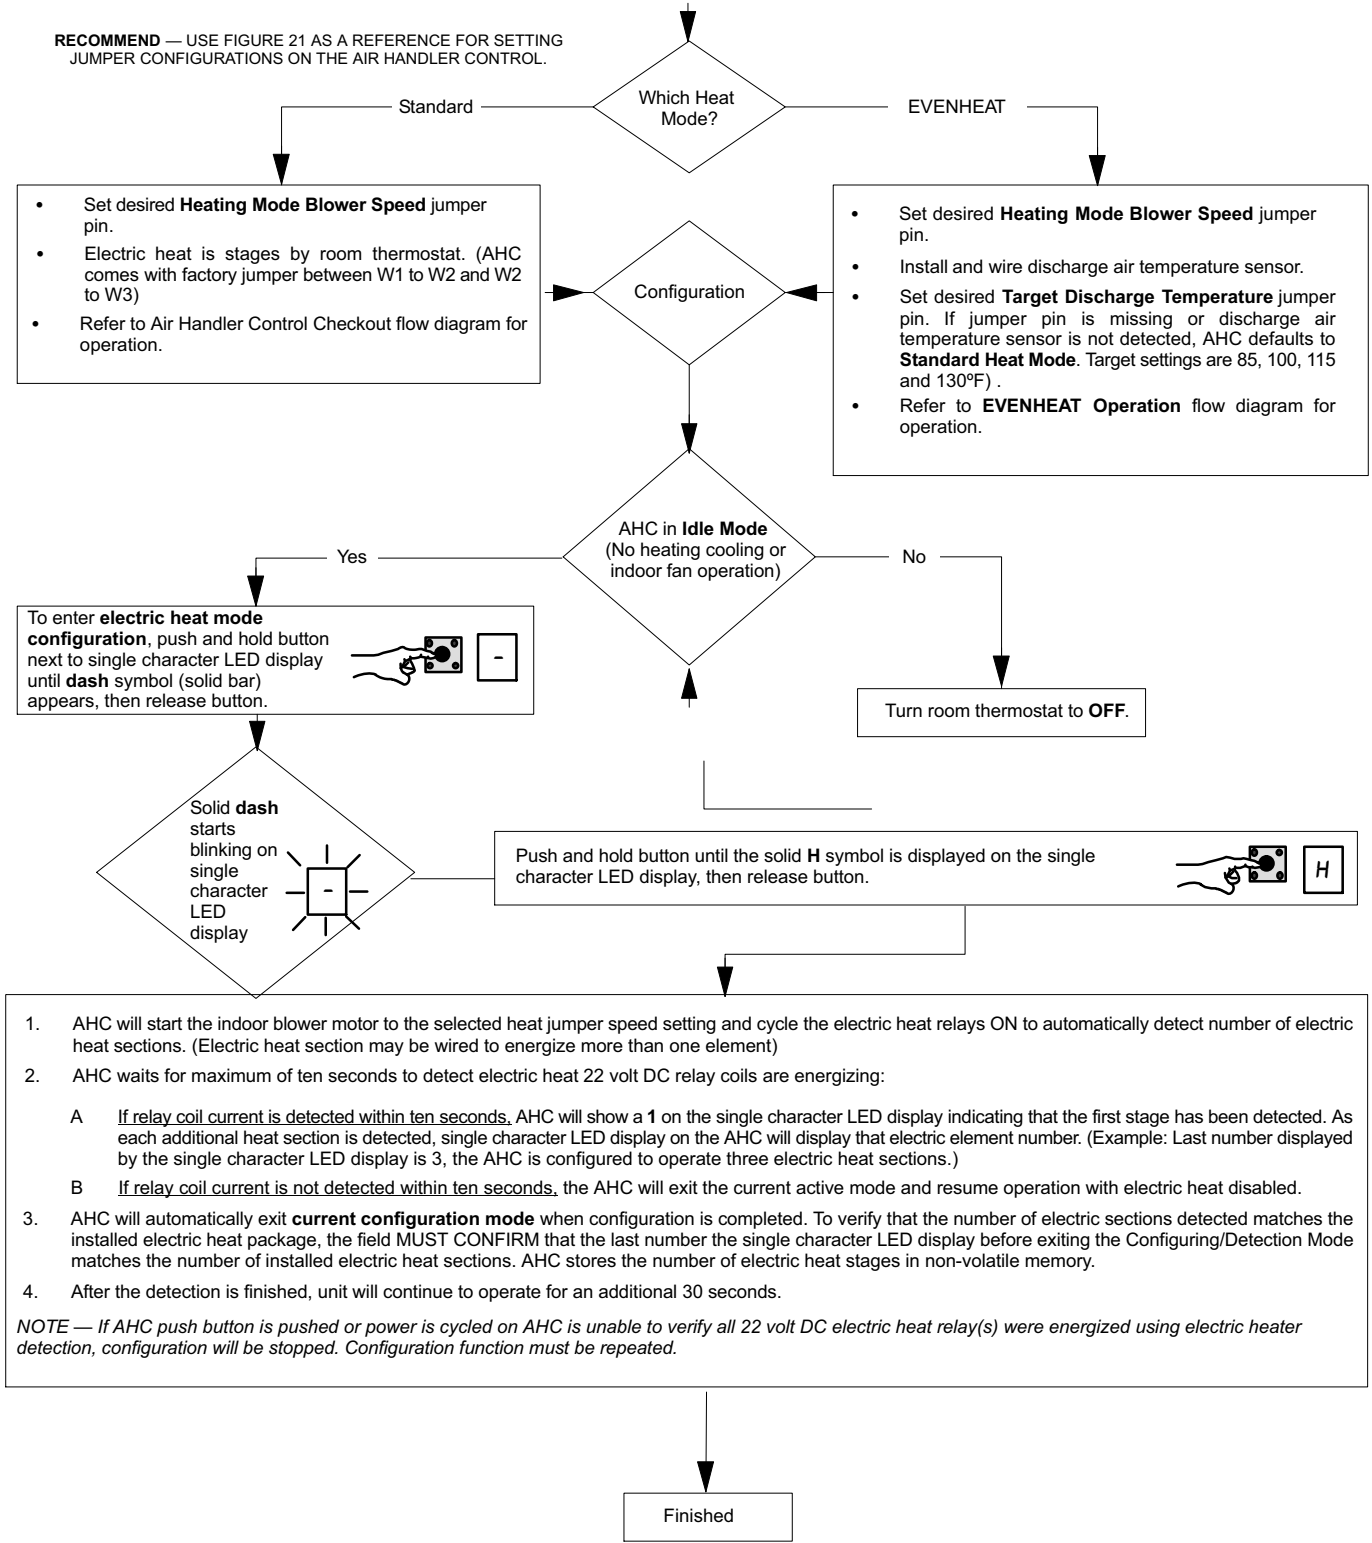 RECOMMEND — USE FIGURE 21 AS A REFERENCE FOR SETTING
JUMPER CONFIGURATIONS ON THE AIR HANDLER CONTROL.
Which Heat
Mode?
Standard
EVENHEAT
• Set desired Heating Mode Blower Speed jumper
pin.
• Electric heat is stages by room thermostat. (AHC
comes with factory jumper between W1 to W2 and W2
to W3)
• Refer to Air Handler Control Checkout flow diagram for
operation.
Configuration
• Set desired Heating Mode Blower Speed jumper
pin.
• Install and wire discharge air temperature sensor.
• Set desired Target Discharge Temperature jumper
pin. If jumper pin is missing or discharge air
temperature sensor is not detected, AHC defaults to
Standard Heat Mode. Target settings are 85, 100, 115
and 130ºF) .
• Refer to EVENHEAT Operation flow diagram for
operation.
AHC in Idle Mode
(No heating cooling or
indoor fan operation)
Yes
No
To enter electric heat mode
configuration, push and hold button
next to single character LED display
until dash symbol (solid bar)
appears, then release button.
-
Turn room thermostat to OFF.
Solid dash
starts
blinking on
single
character
LED
display
-
Push and hold button until the solid H symbol is displayed on the single
character LED display, then release button.
H
1. AHC will start the indoor blower motor to the selected heat jumper speed setting and cycle the electric heat relays ON to automatically detect number of electric
heat sections. (Electric heat section may be wired to energize more than one element)
2. AHC waits for maximum of ten seconds to detect electric heat 22 volt DC relay coils are energizing:
A If relay coil current is detected within ten seconds, AHC will show a 1 on the single character LED display indicating that the first stage has been detected. As
each additional heat section is detected, single character LED display on the AHC will display that electric element number. (Example: Last number displayed
by the single character LED display is 3, the AHC is configured to operate three electric heat sections.)
B If relay coil current is not detected within ten seconds, the AHC will exit the current active mode and resume operation with electric heat disabled.
3. AHC will automatically exit current configuration mode when configuration is completed. To verify that the number of electric sections detected matches the
installed electric heat package, the field MUST CONFIRM that the last number the single character LED display before exiting the Configuring/Detection Mode
matches the number of installed electric heat sections. AHC stores the number of electric heat stages in non-volatile memory.
4. After the detection is finished, unit will continue to operate for an additional 30 seconds.
NOTE — If AHC push button is pushed or power is cycled on AHC is unable to verify all 22 volt DC electric heat relay(s) were energized using electric heater
detection, configuration will be stopped. Configuration function must be repeated.
Finished